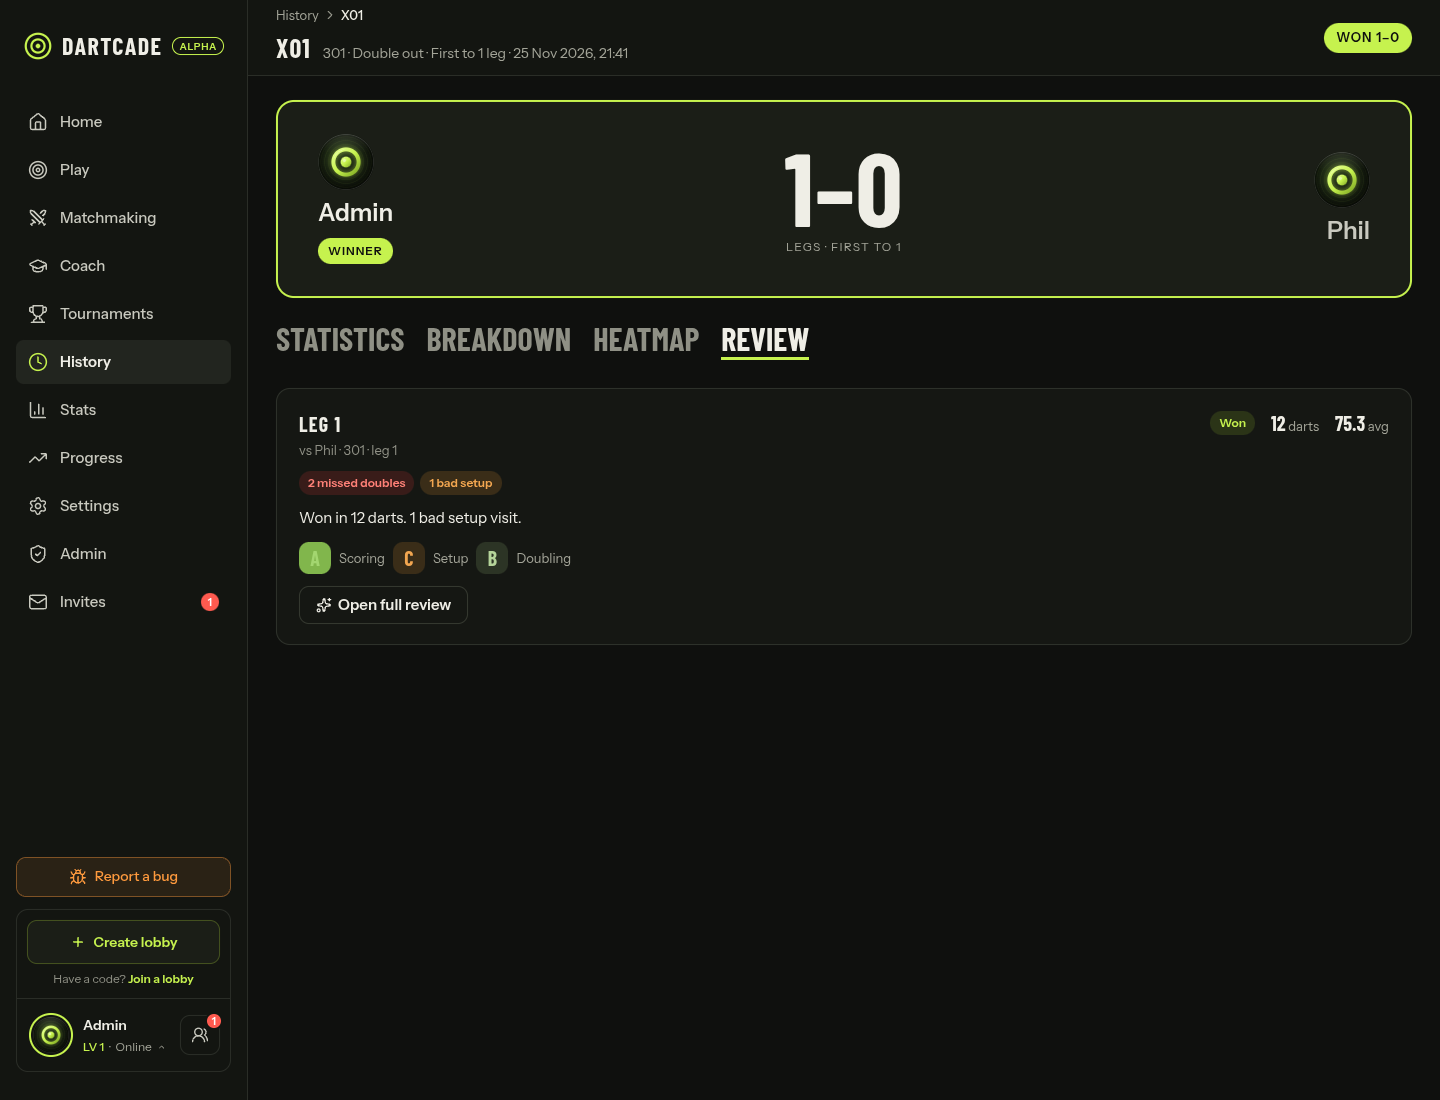 DARTCADE ALPHA
Home
Play
Matchmaking
Coach
Tournaments
History
Stats
Progress
Settings
Admin
Invites 1
Report a bug
Create lobby
Have a code? Join a lobby
Admin
LV 1 · Online
1
History > X01
X01 301 · Double out · First to 1 leg · 25 Nov 2026, 21:41
WON 1–0
Admin
WINNER
1–0
LEGS · FIRST TO 1
Phil
STATISTICS BREAKDOWN HEATMAP REVIEW
LEG 1
Won 12 darts 75.3 avg
vs Phil · 301 · leg 1
2 missed doubles 1 bad setup
Won in 12 darts. 1 bad setup visit.
A Scoring C Setup B Doubling
Open full review